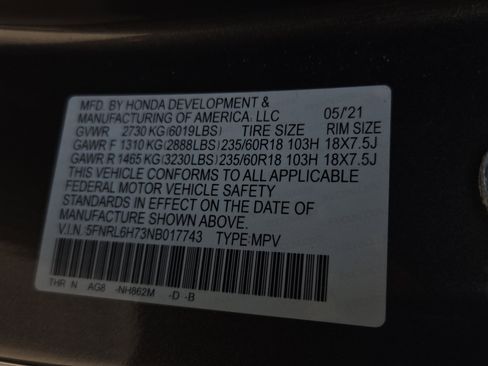 MFD. BY HONDA DEVELOPMENT &
MANUFACTURING OF AMERICA, LLC 05/'21
GVWR 2730 KG(6019LBS) TIRE SIZE RIM SIZE
GAWR F 1310 KG(2888LBS) 235/60R18 103H 18X7.5J
GAWR R 1465 KG(3230LBS) 235/60R18 103H 18X7.5J
THIS VEHICLE CONFORMS TO ALL APPLICABLE
FEDERAL MOTOR VEHICLE SAFETY
STANDARDS IN EFFECT ON THE DATE OF
MANUFACTURE SHOWN ABOVE.
V.I.N. 5FNRL6H73NB017743 TYPE:MPV
THR N AG8 -NH862M -D -B